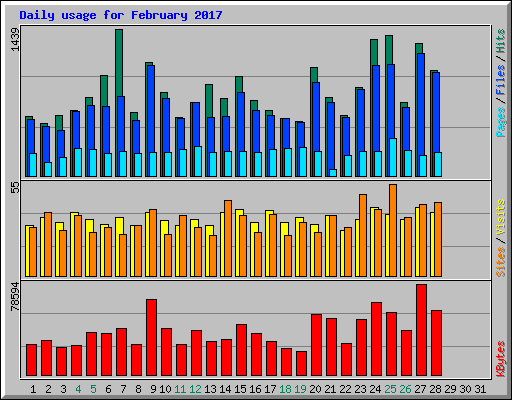 Daily usage for February 2017
1439
Pages / Files / Hits
55
Sites / Visits
78594
KBytes
1 2 3 4 5 6 7 8 9 10 11 12 13 14 15 16 17 18 19 20 21 22 23 24 25 26 27 28 29 30 31